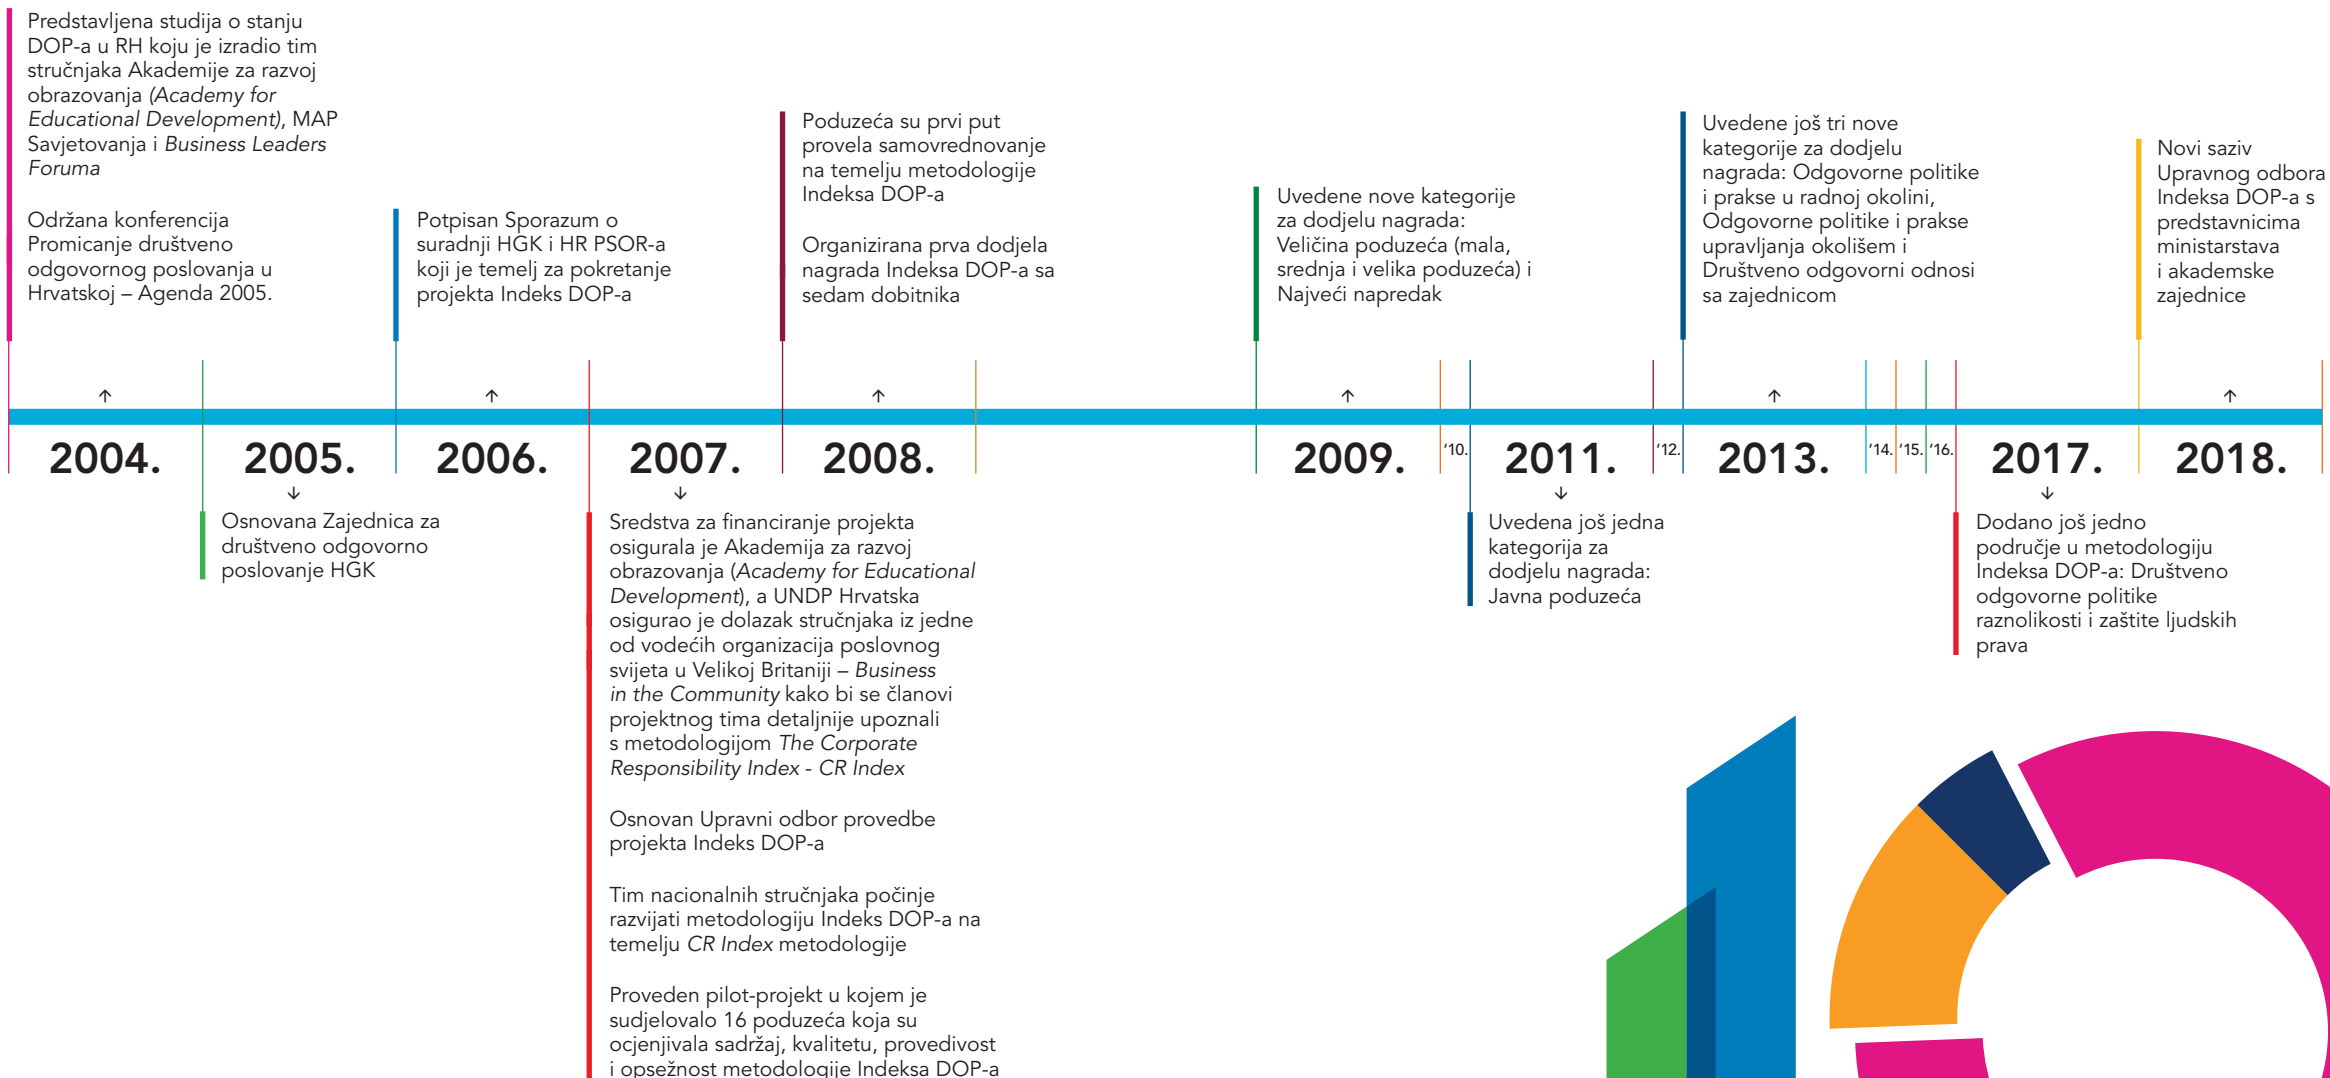 Predstavljena studija o stanju
DOP-a u RH koju je izradio tim
stručnjaka Akademije za razvoj
obrazovanja (Academy for
Educational Development), MAP
Savjetovanja i Business Leaders
Foruma
Održana konferencija
Promicanje društveno
odgovornog poslovanja u
Hrvatskoj – Agenda 2005.
Potpisan Sporazum o
suradnji HGK i HR PSOR-a
koji je temelj za pokretanje
projekta Indeks DOP-a
Poduzeća su prvi put
provela samovrednovanje
na temelju metodologije
Indeksa DOP-a
Organizirana prva dodjela
nagrada Indeksa DOP-a sa
sedam dobitnika
Uvedene nove kategorije
za dodjelu nagrada:
Veličina poduzeća (mala,
srednja i velika poduzeća) i
Najveći napredak
Uvedene još tri nove
kategorije za dodjelu
nagrada: Odgovorne politike
i prakse u radnoj okolini,
Odgovorne politike i prakse
upravljanja okolišem i
Društveno odgovorni odnosi
sa zajednicom
Novi saziv
Upravnog odbora
Indeksa DOP-a s
predstavnicima
ministarstava
i akademske
zajednice
↑ ↑ ↑ ↑ ↑ ↑
2004. 2005. 2006. 2007. 2008. 2009. '10. 2011. '12. 2013. '14. '15. '16. 2017. 2018.
↓ ↓ ↓ ↓
Osnovana Zajednica za
društveno odgovorno
poslovanje HGK
Sredstva za financiranje projekta
osigurala je Akademija za razvoj
obrazovanja (Academy for Educational
Development), a UNDP Hrvatska
osigurao je dolazak stručnjaka iz jedne
od vodećih organizacija poslovnog
svijeta u Velikoj Britaniji – Business
in the Community kako bi se članovi
projektnog tima detaljnije upoznali
s metodologijom The Corporate
Responsibility Index - CR Index
Osnovan Upravni odbor provedbe
projekta Indeks DOP-a
Tim nacionalnih stručnjaka počinje
razvijati metodologiju Indeks DOP-a na
temelju CR Index metodologije
Proveden pilot-projekt u kojem je
sudjelovalo 16 poduzeća koja su
ocjenjivala sadržaj, kvalitetu, provedivost
i opsežnost metodologije Indeksa DOP-a
Uvedena još jedna
kategorija za
dodjelu nagrada:
Javna poduzeća
Dodano još jedno
područje u metodologiju
Indeksa DOP-a: Društveno
odgovorne politike
raznolikosti i zaštite ljudskih
prava